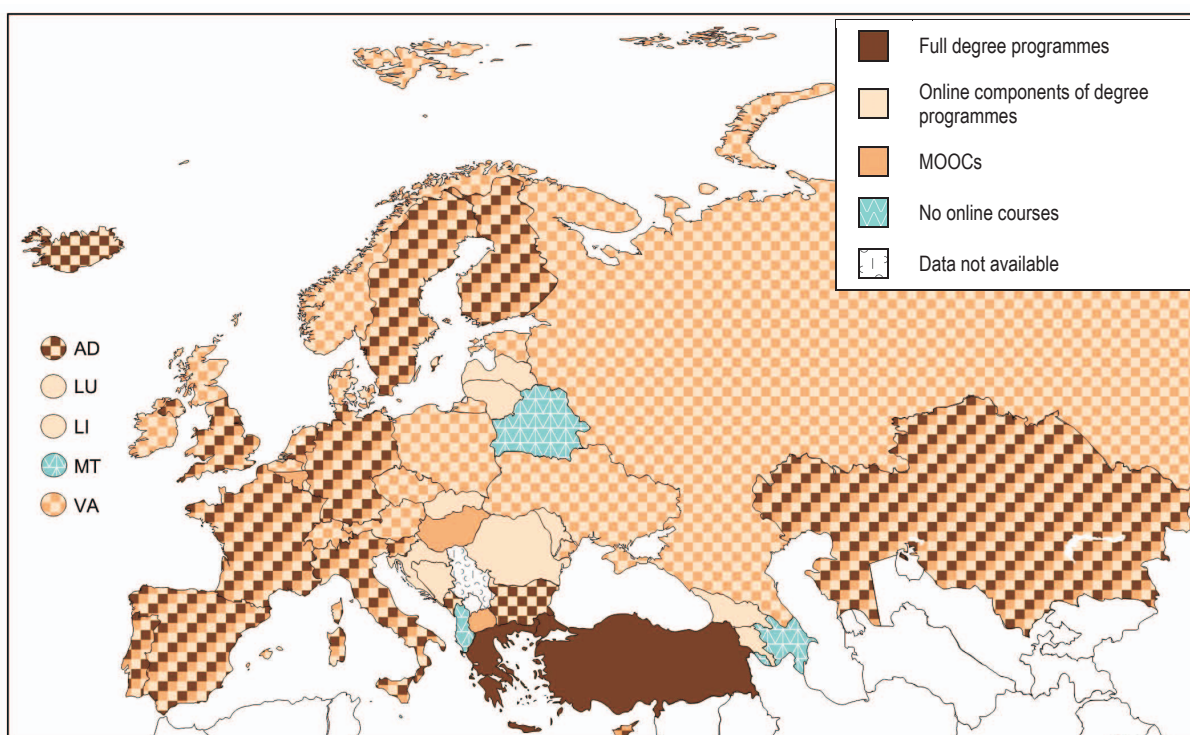 Full degree programmes
Online components of degree
programmes
MOOCs
No online courses
Data not available
AD
LU
LI
MT
VA